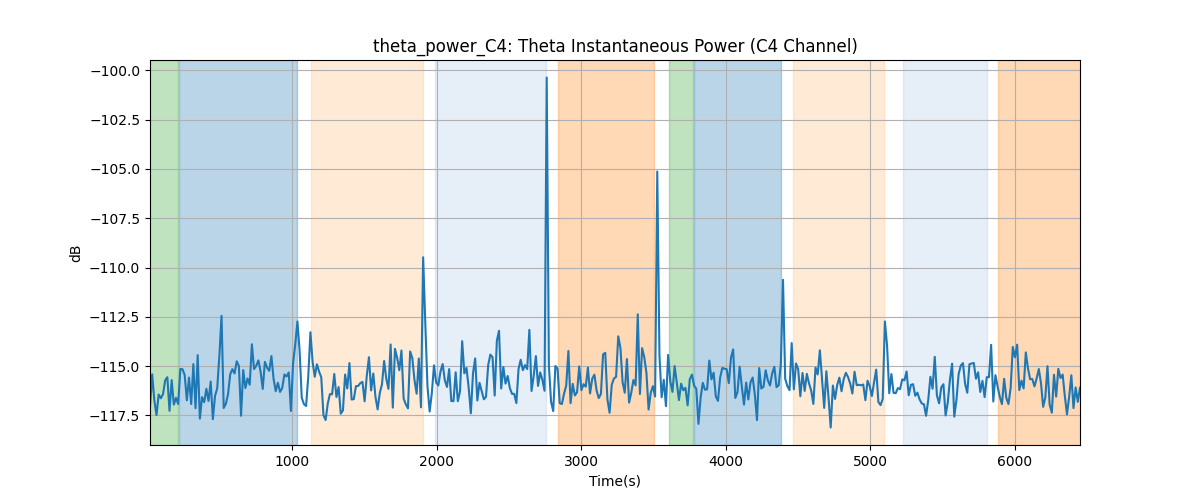 theta_power_C4: Theta Instantaneous Power (C4 Channel)
−100.0
−102.5
−105.0
−107.5
−110.0
−112.5
−115.0
−117.5
dB
1000 2000 3000 4000 5000 6000
Time(s)